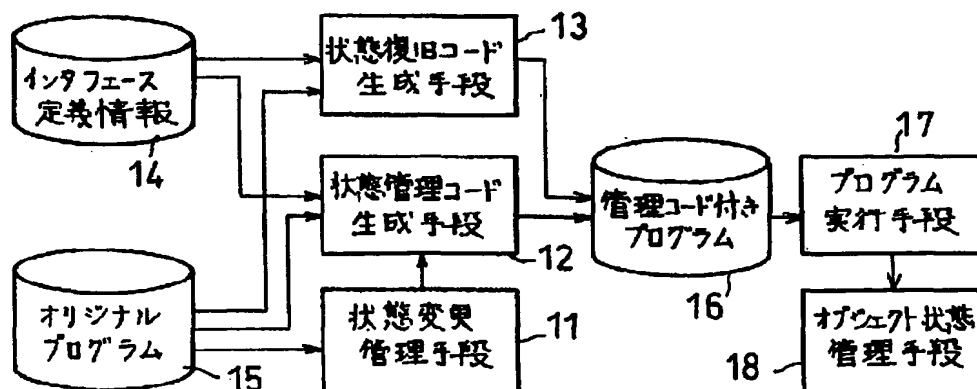 インタフェース
定義情報
14
状態復旧コード
生成手段
13
状態管理コード
生成手段
12
オリジナル
プログラム
15
状態変更
管理手段
11
管理コード付き
プログラム
16
プログラム
実行手段
17
オブジェクト状態
管理手段
18